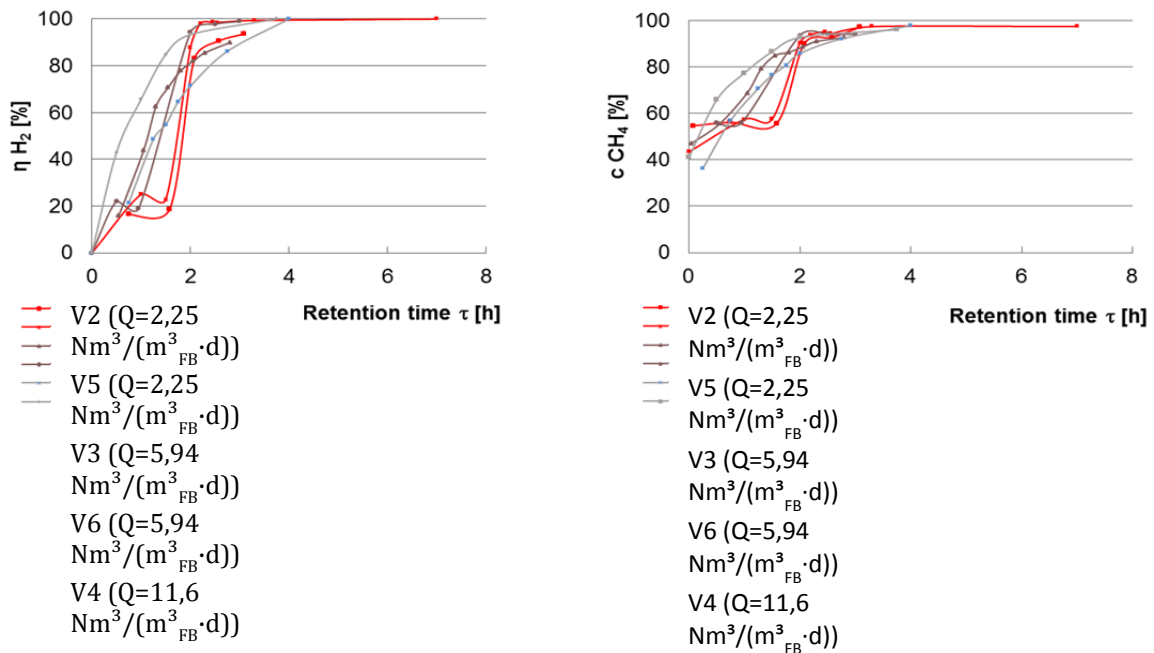 100
80
60
40
20
0
η H₂ [%]
0 2 4 6 8
Retention time τ [h]
V2 (Q=2,25
Nm³/(m³FB·d))
V5 (Q=2,25
Nm³/(m³FB·d))
V3 (Q=5,94
Nm³/(m³FB·d))
V6 (Q=5,94
Nm³/(m³FB·d))
V4 (Q=11,6
Nm³/(m³FB·d))
100
80
60
40
20
0
c CH₄ [%]
0 2 4 6 8
Retention time τ [h]
V2 (Q=2,25
Nm³/(m³FB·d))
V5 (Q=2,25
Nm³/(m³FB·d))
V3 (Q=5,94
Nm³/(m³FB·d))
V6 (Q=5,94
Nm³/(m³FB·d))
V4 (Q=11,6
Nm³/(m³FB·d))